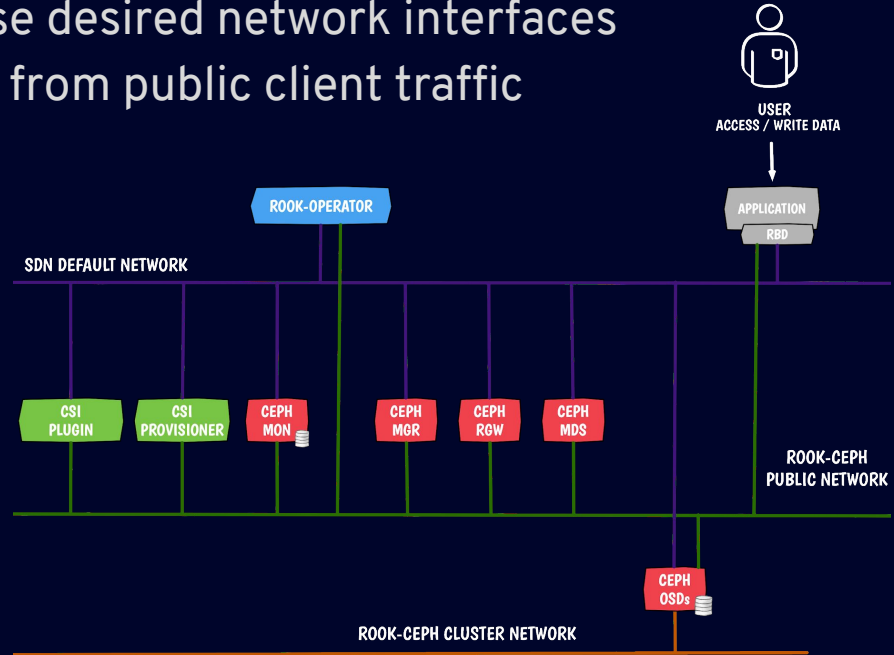 se desired network interfaces
from public client traffic
USER
ACCESS / WRITE DATA
ROOK-OPERATOR
APPLICATION
RBD
SDN DEFAULT NETWORK
CSI
PLUGIN
CSI
PROVISIONER
CEPH
MON
CEPH
MGR
CEPH
RGW
CEPH
MDS
ROOK-CEPH
PUBLIC NETWORK
CEPH
OSDs
ROOK-CEPH CLUSTER NETWORK